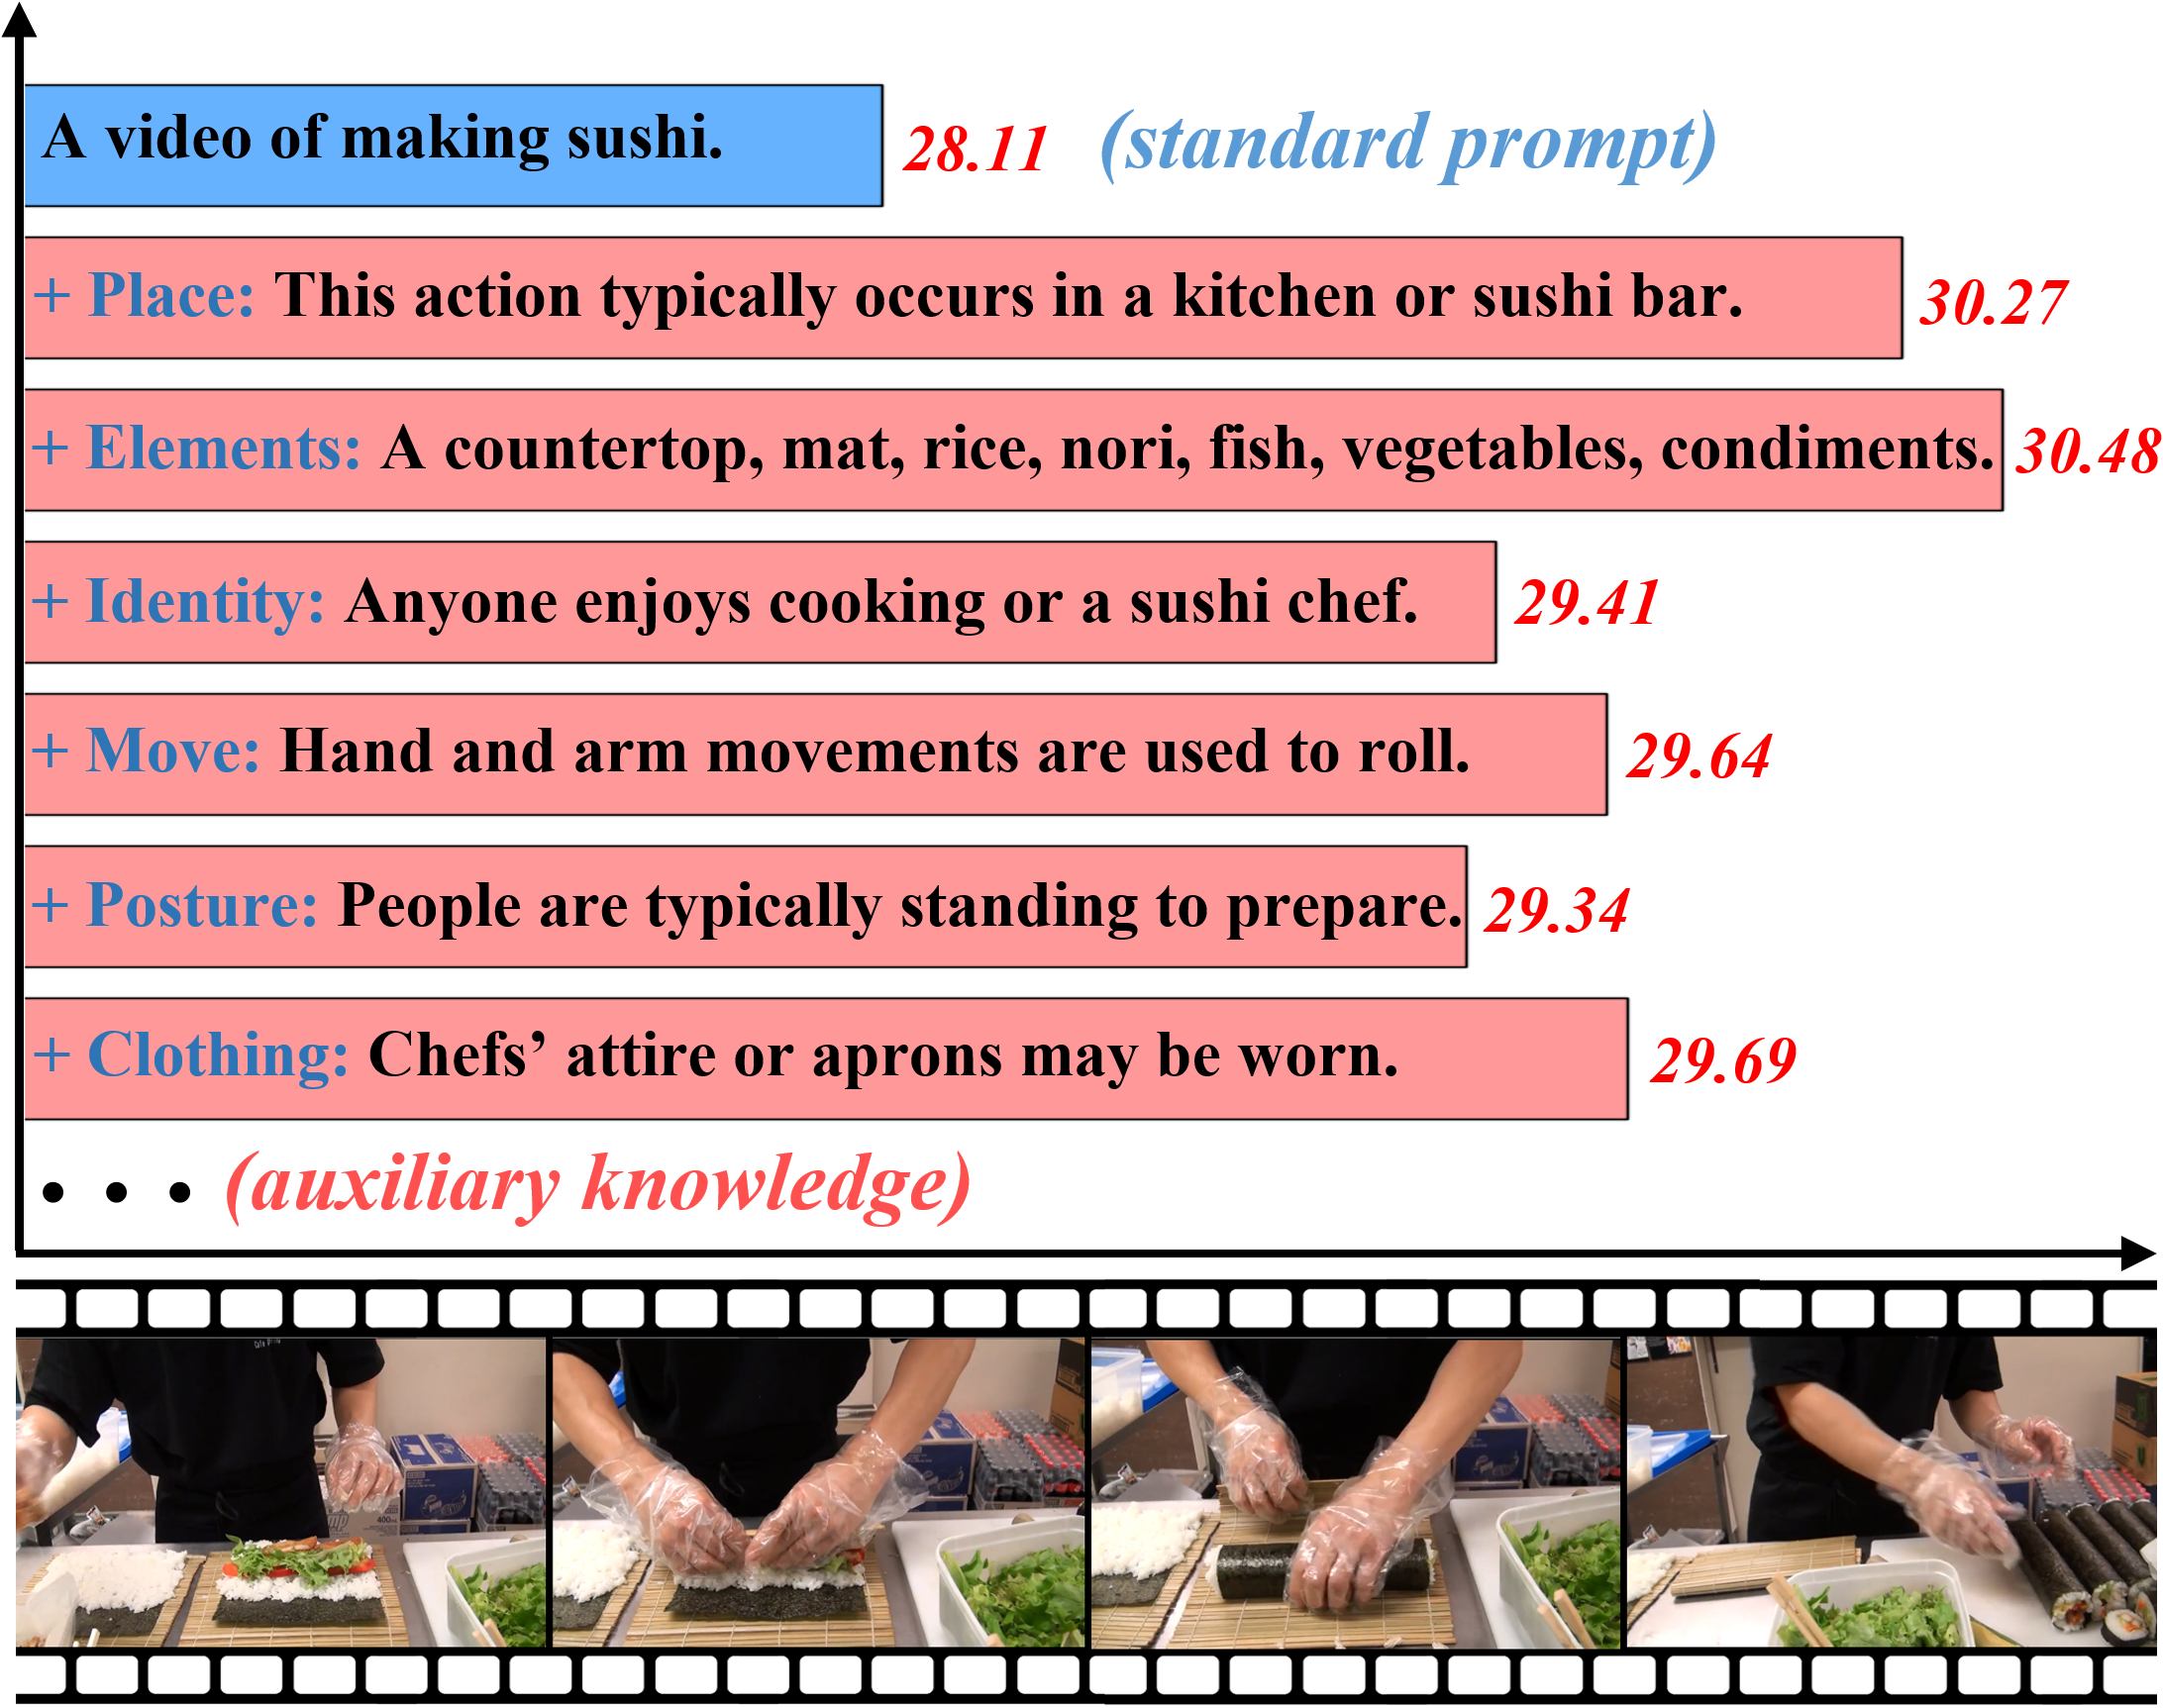 A video of making sushi. 28.11 (standard prompt)
+ Place: This action typically occurs in a kitchen or sushi bar. 30.27
+ Elements: A countertop, mat, rice, nori, fish, vegetables, condiments. 30.48
+ Identity: Anyone enjoys cooking or a sushi chef. 29.41
+ Move: Hand and arm movements are used to roll. 29.64
+ Posture: People are typically standing to prepare. 29.34
+ Clothing: Chefs’ attire or aprons may be worn. 29.69
• • • (auxiliary knowledge)